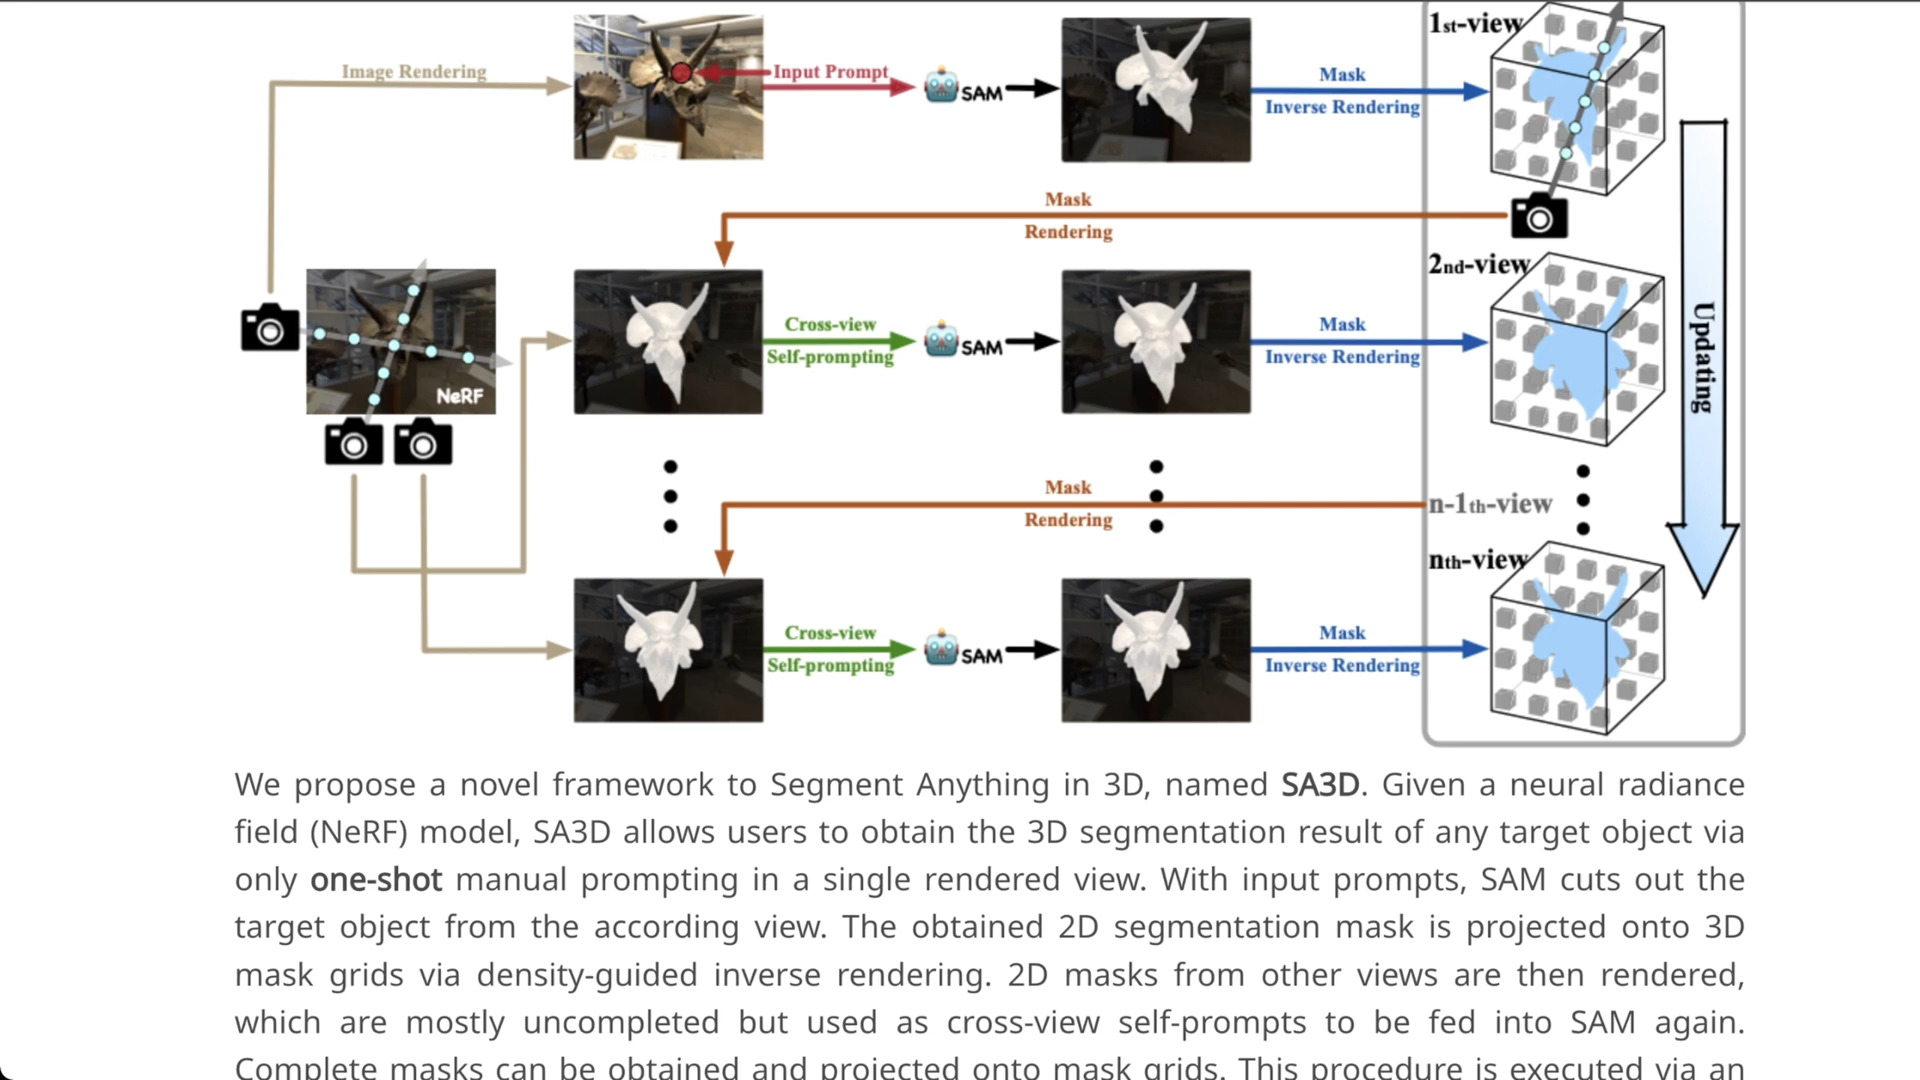 1st-view
Image Rendering
Input Prompt
SAM
Mask
Inverse Rendering
Mask
Rendering
2nd-view
Cross-view
Self-prompting
SAM
Mask
Inverse Rendering
Updating
NeRF
Mask
Rendering
n-1th-view
nth-view
Cross-view
Self-prompting
SAM
Mask
Inverse Rendering
We propose a novel framework to Segment Anything in 3D, named SA3D. Given a neural radiance
field (NeRF) model, SA3D allows users to obtain the 3D segmentation result of any target object via
only one-shot manual prompting in a single rendered view. With input prompts, SAM cuts out the
target object from the according view. The obtained 2D segmentation mask is projected onto 3D
mask grids via density-guided inverse rendering. 2D masks from other views are then rendered,
which are mostly uncompleted but used as cross-view self-prompts to be fed into SAM again.
Complete masks can be obtained and projected onto mask grids. This procedure is executed via an